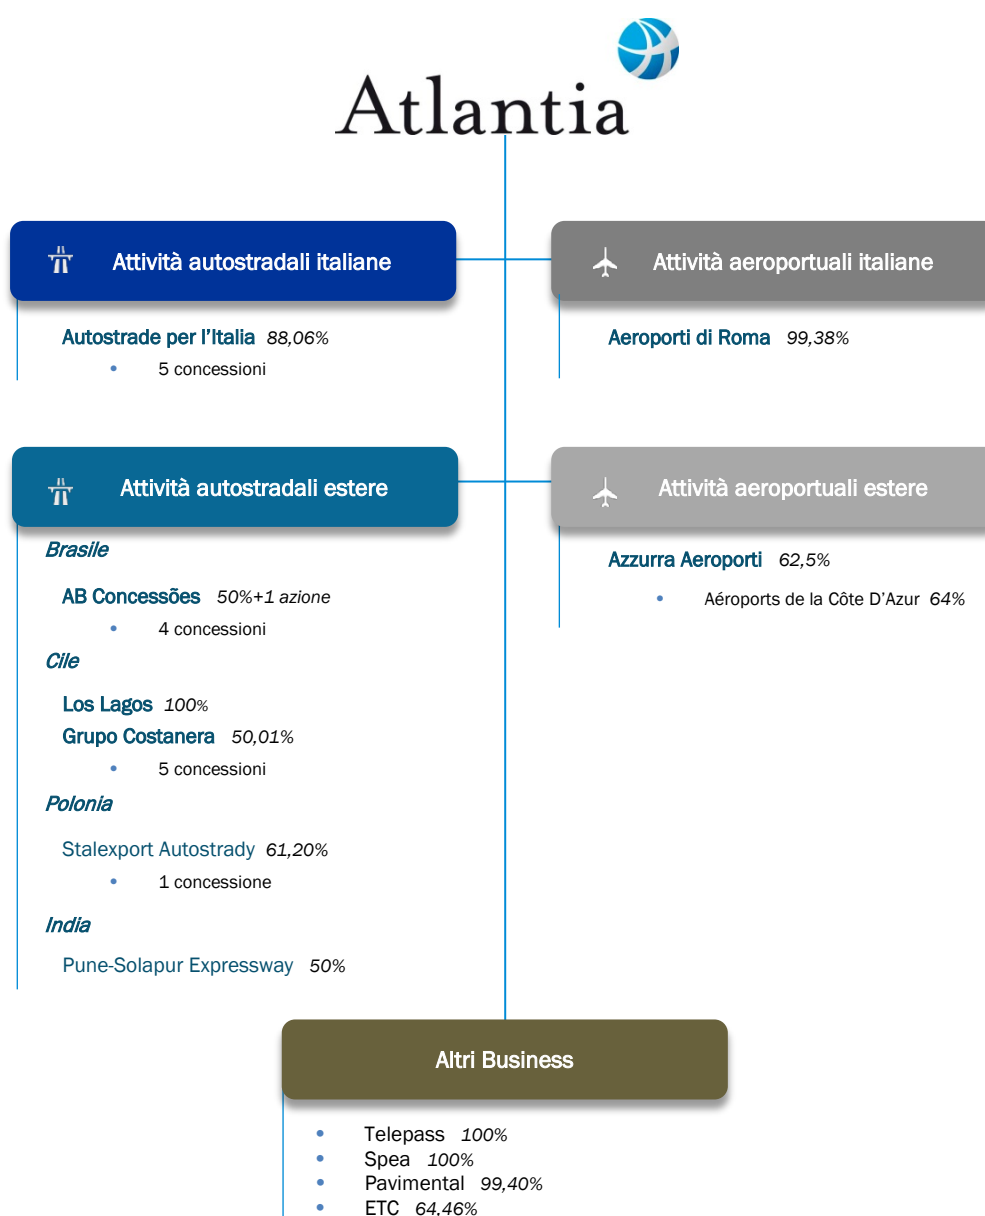 Atlantia
Attività autostradali italiane
Autostrade per l'Italia 88,06%
• 5 concessioni
Attività aeroportuali italiane
Aeroporti di Roma 99,38%
Attività autostradali estere
Brasile
AB Concessões 50%+1 azione
• 4 concessioni
Cile
Los Lagos 100%
Grupo Costanera 50,01%
• 5 concessioni
Polonia
Stalexport Autostrady 61,20%
• 1 concessione
India
Pune-Solapur Expressway 50%
Attività aeroportuali estere
Azzurra Aeroporti 62,5%
• Aéroports de la Côte D'Azur 64%
Altri Business
• Telepass 100%
• Spea 100%
• Pavimental 99,40%
• ETC 64,46%